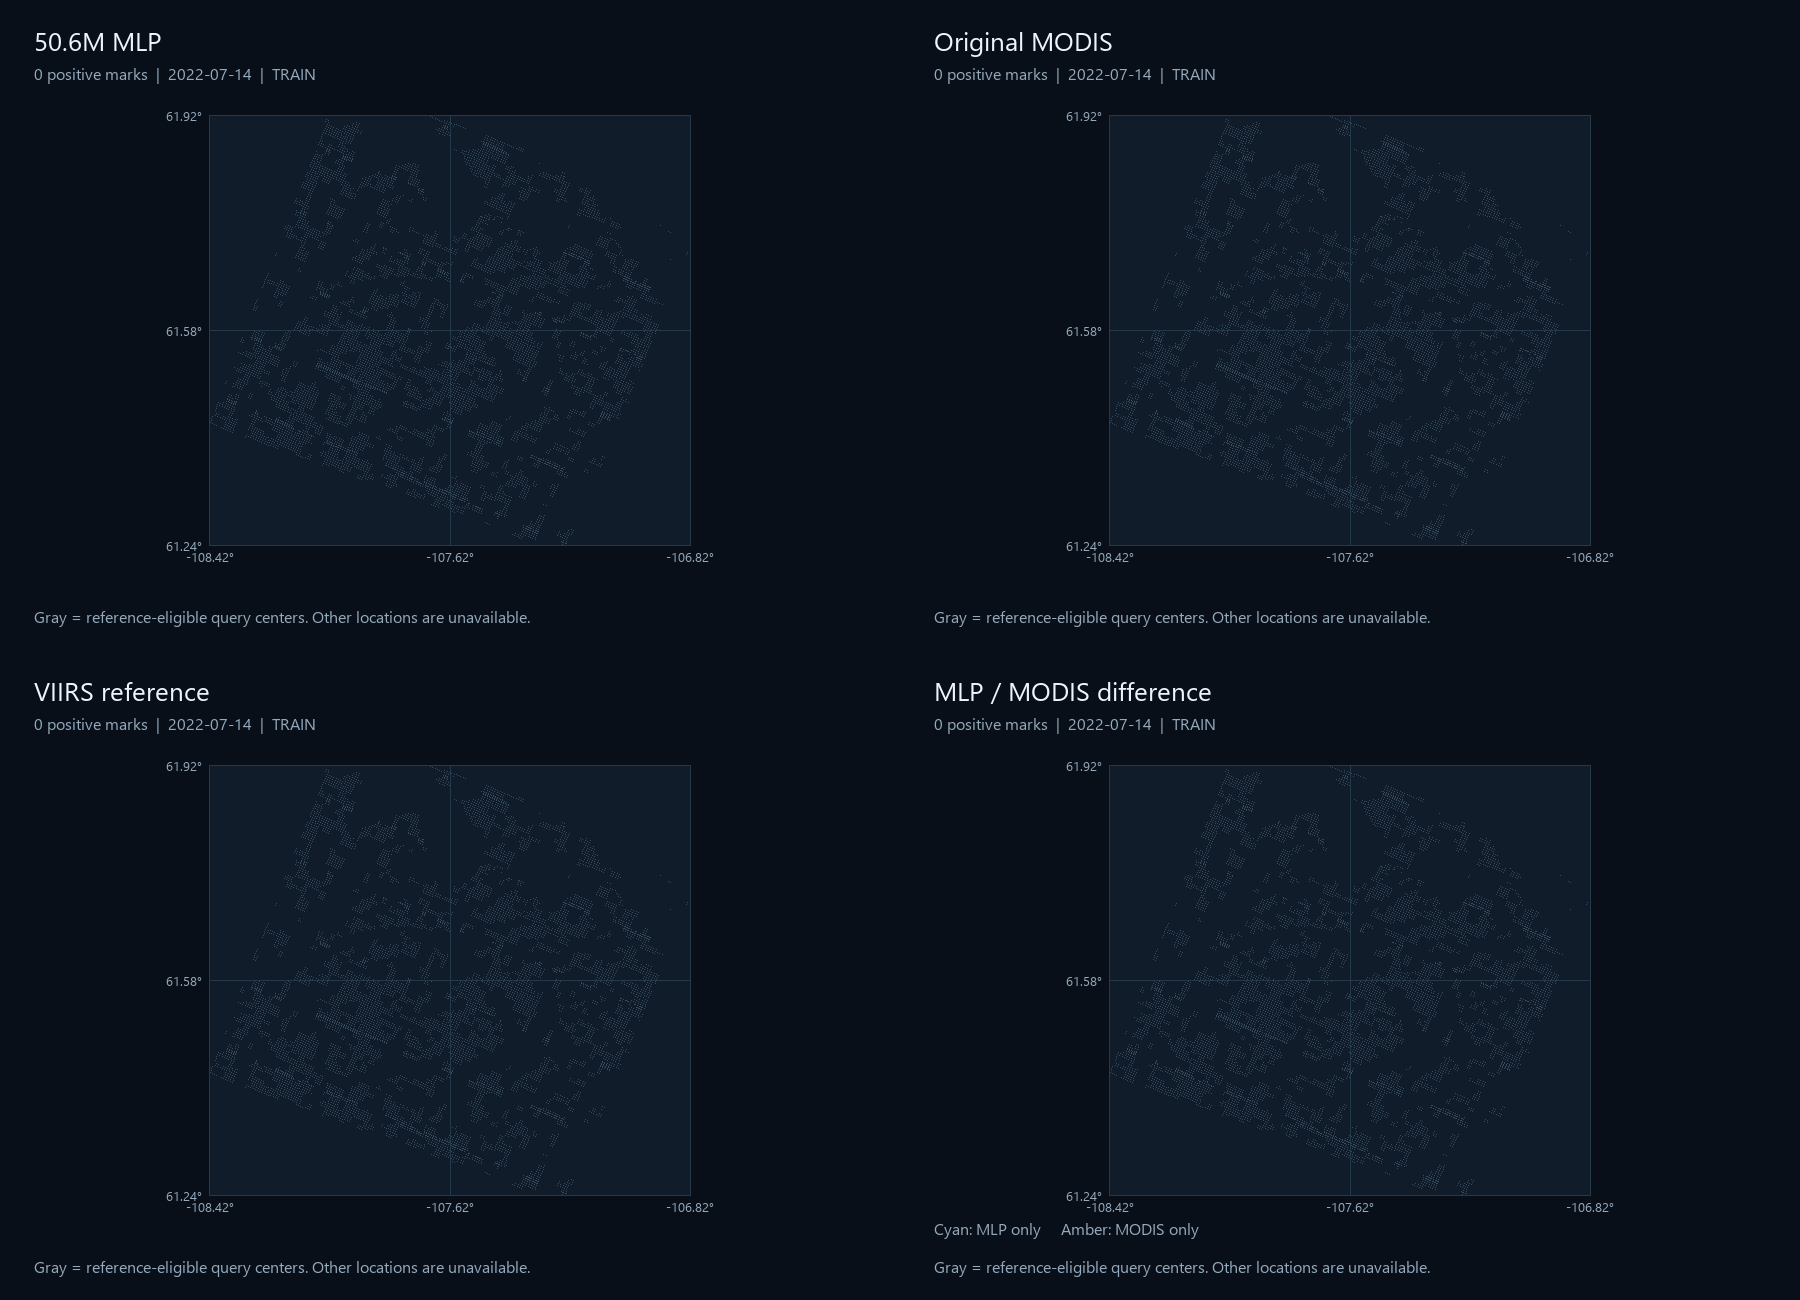 50.6M MLP
0 positive marks | 2022-07-14 | TRAIN
61.92°
61.58°
61.24°
-108.42°
-107.62°
-106.82°
Gray = reference-eligible query centers. Other locations are unavailable.
Original MODIS
0 positive marks | 2022-07-14 | TRAIN
61.92°
61.58°
61.24°
-108.42°
-107.62°
-106.82°
Gray = reference-eligible query centers. Other locations are unavailable.
VIIRS reference
0 positive marks | 2022-07-14 | TRAIN
61.92°
61.58°
61.24°
-108.42°
-107.62°
-106.82°
Gray = reference-eligible query centers. Other locations are unavailable.
MLP / MODIS difference
0 positive marks | 2022-07-14 | TRAIN
61.92°
61.58°
61.24°
-108.42°
-107.62°
-106.82°
Cyan: MLP only Amber: MODIS only
Gray = reference-eligible query centers. Other locations are unavailable.